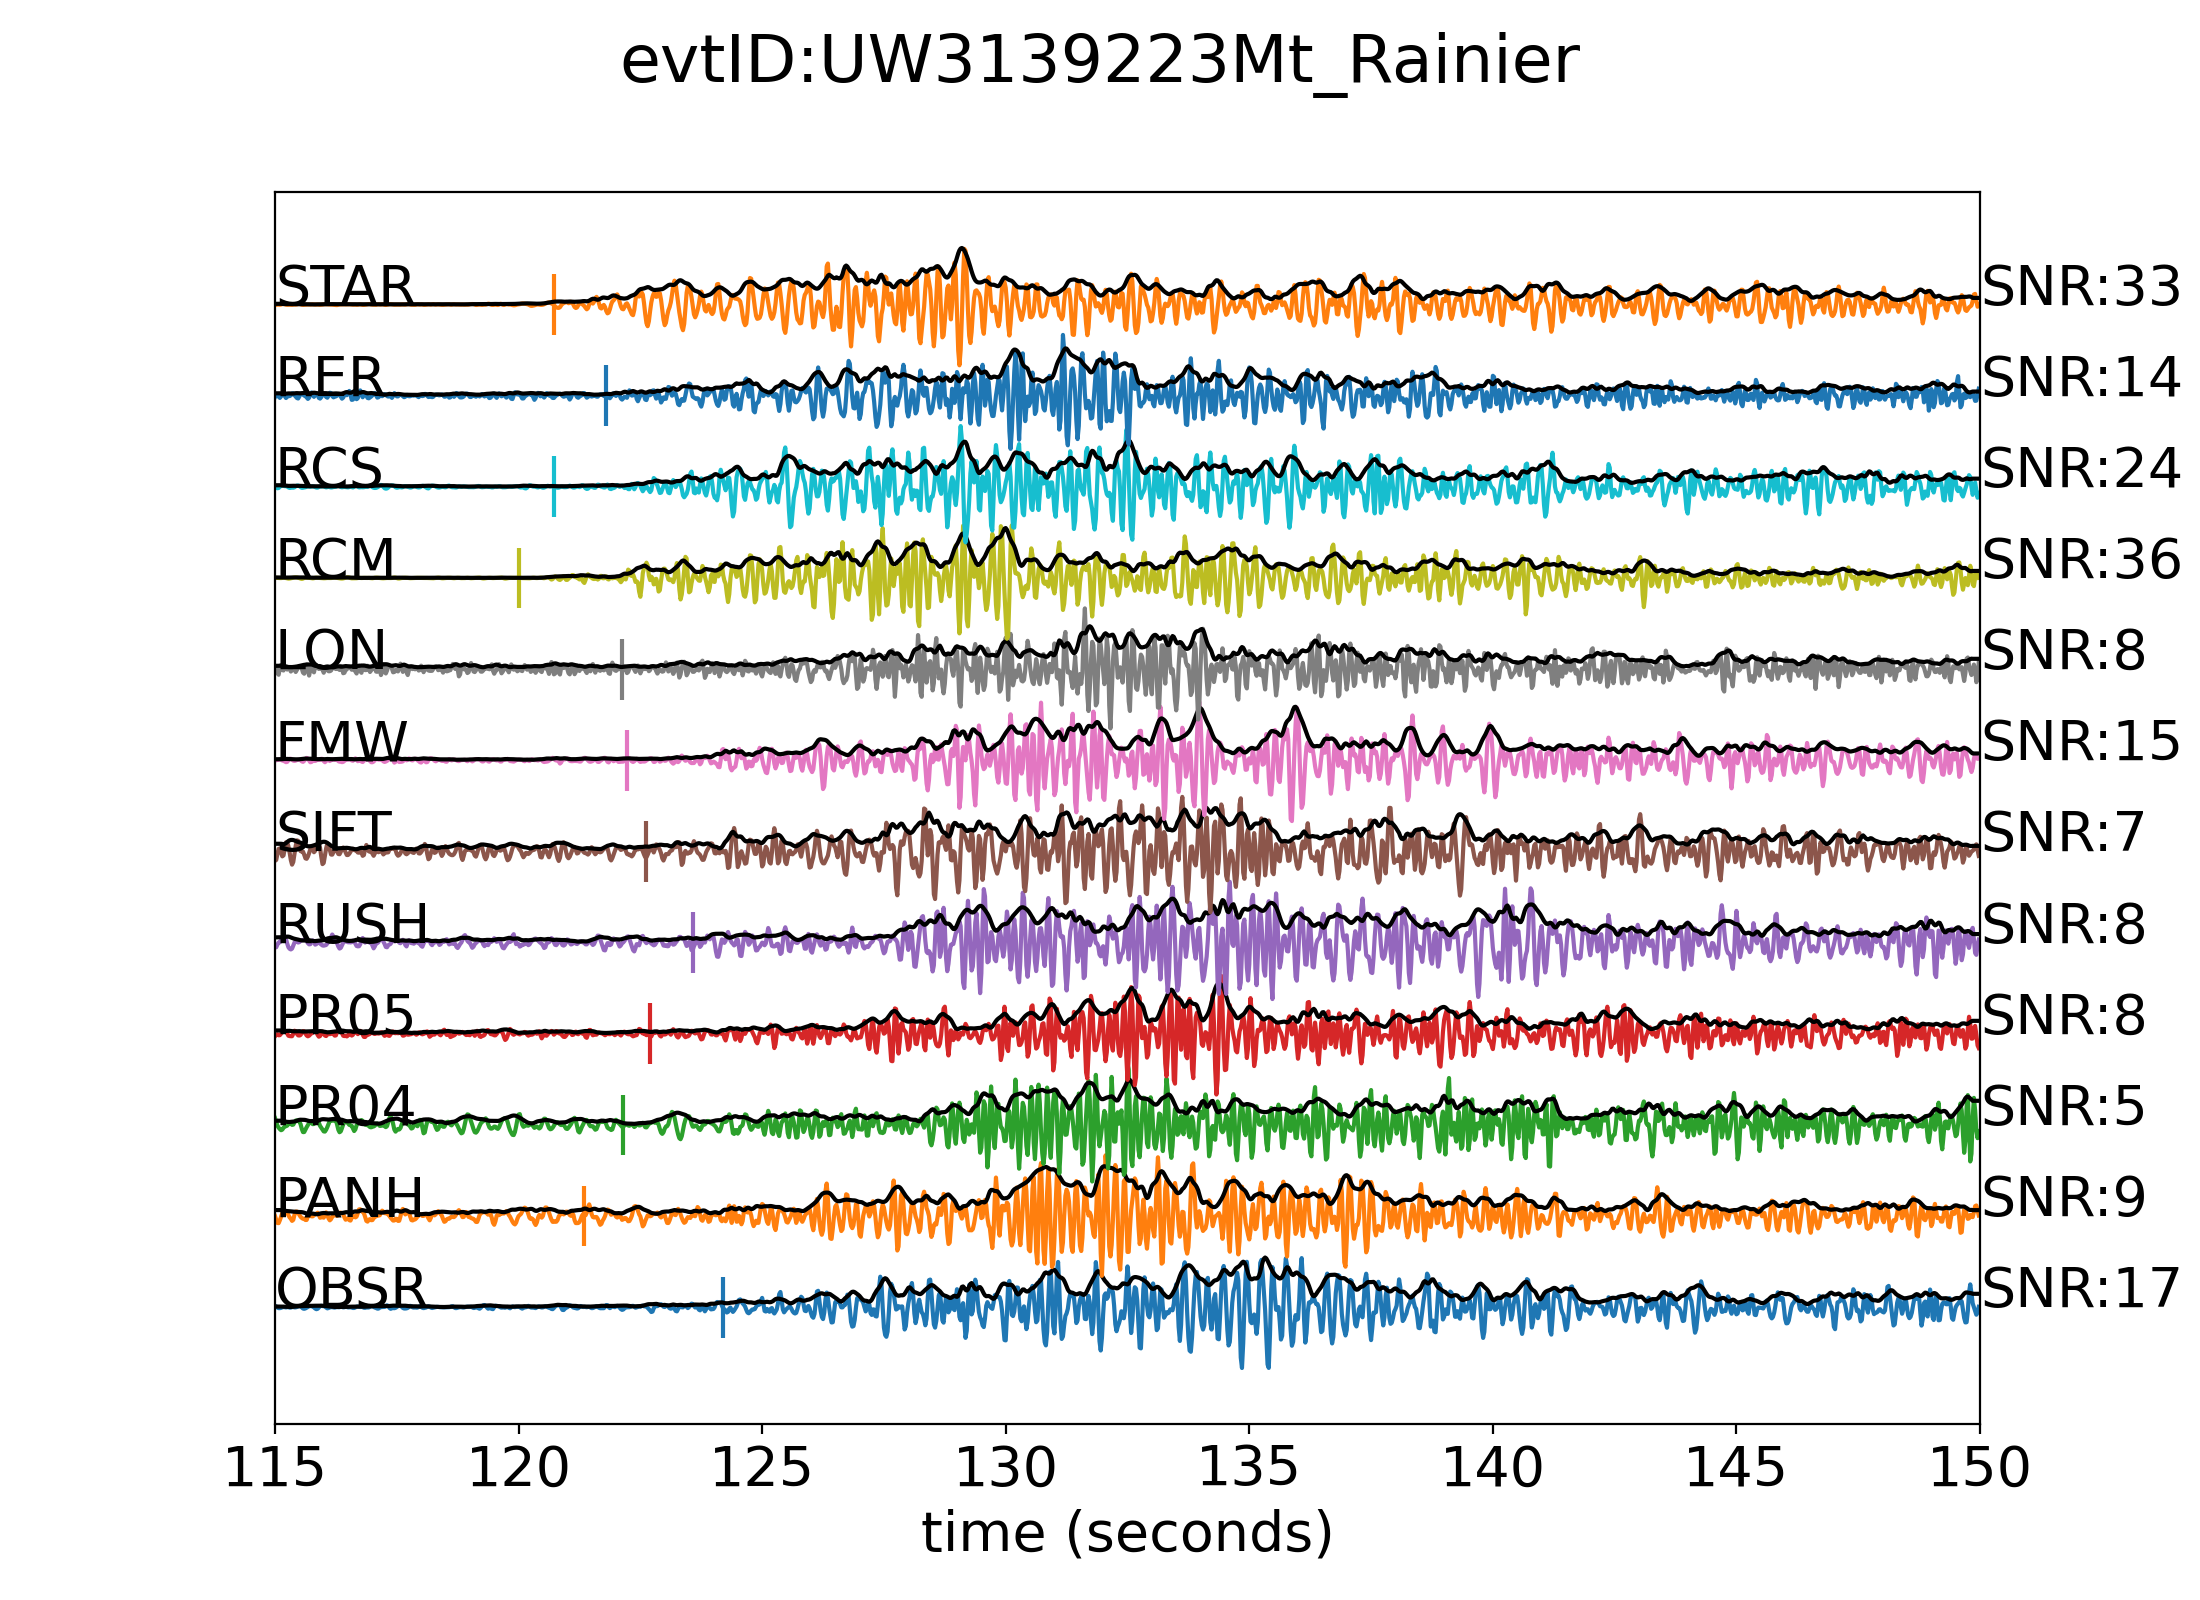 evtID:UW3139223Mt_Rainier
STAR SNR:33
RER SNR:14
RCS SNR:24
RCM SNR:36
LON SNR:8
FMW SNR:15
SIFT SNR:7
RUSH SNR:8
PR05 SNR:8
PR04 SNR:5
PANH SNR:9
OBSR SNR:17
115 120 125 130 135 140 145 150
time (seconds)